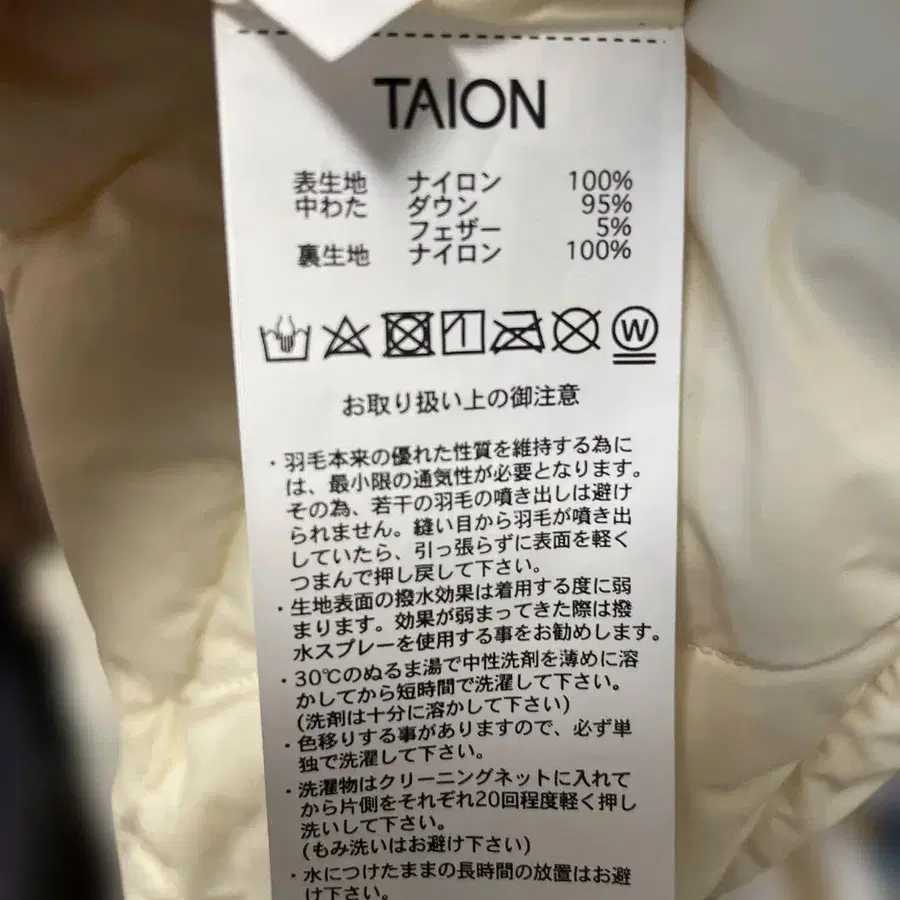 TAION
表生地 ナイロン 100%
中わた ダウン 95%
フェザー 5%
裏生地 ナイロン 100%
W
お取り扱い上の御注意
・羽毛本来の優れた性質を維持する為に
は、最小限の通気性が必要となります。
その為、若干の羽毛の噴き出しは避け
られません。縫い目から羽毛が噴き出
していたら、引っ張らずに表面を軽く
つまんで押し戻して下さい。
・生地表面の撥水効果は着用する度に弱
まります。効果が弱まってきた際は撥
水スプレーを使用する事をお勧めします。
・30℃のぬるま湯で中性洗剤を薄めに溶
かしてから短時間で洗濯して下さい。
(洗剤は十分に溶かして下さい)
・色移りする事がありますので、必ず単
独で洗濯して下さい。
・洗濯物はクリーニングネットに入れて
から片側をそれぞれ20回程度軽く押し
洗いして下さい。
(もみ洗いはお避け下さい)
・水につけたままの長時間の放置はお避
け下さい。